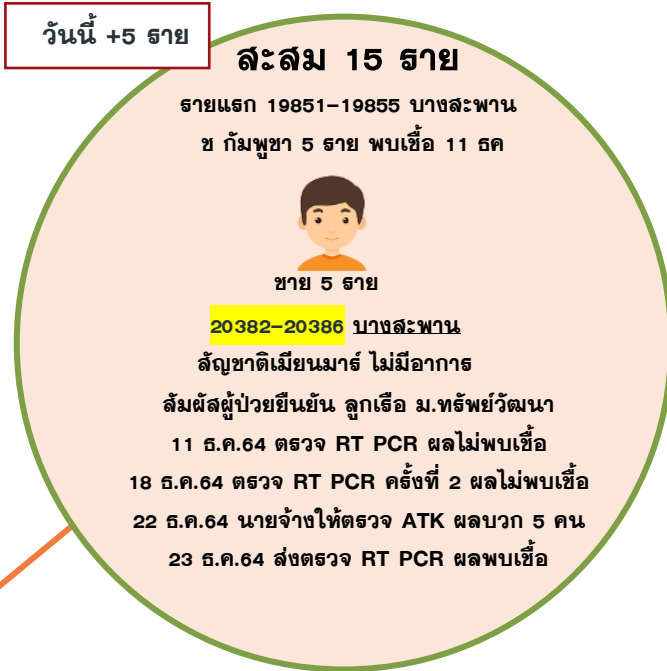 วันนี้ +5 ราย
สะสม 15 ราย
รายแรก 19851-19855 บางสะพาน
ช กัมพูชา 5 ราย พบเชื้อ 11 ธค
ชาย 5 ราย
20382-20386 บางสะพาน
สัญชาติเมียนมาร์ ไม่มีอาการ
สัมผัสผู้ป่วยยืนยัน ลูกเรือ ม.ทรัพย์วัฒนา
11 ธ.ค.64 ตรวจ RT PCR ผลไม่พบเชื้อ
18 ธ.ค.64 ตรวจ RT PCR ครั้งที่ 2 ผลไม่พบเชื้อ
22 ธ.ค.64 นายจ้างให้ตรวจ ATK ผลบวก 5 คน
23 ธ.ค.64 ส่งตรวจ RT PCR ผลพบเชื้อ